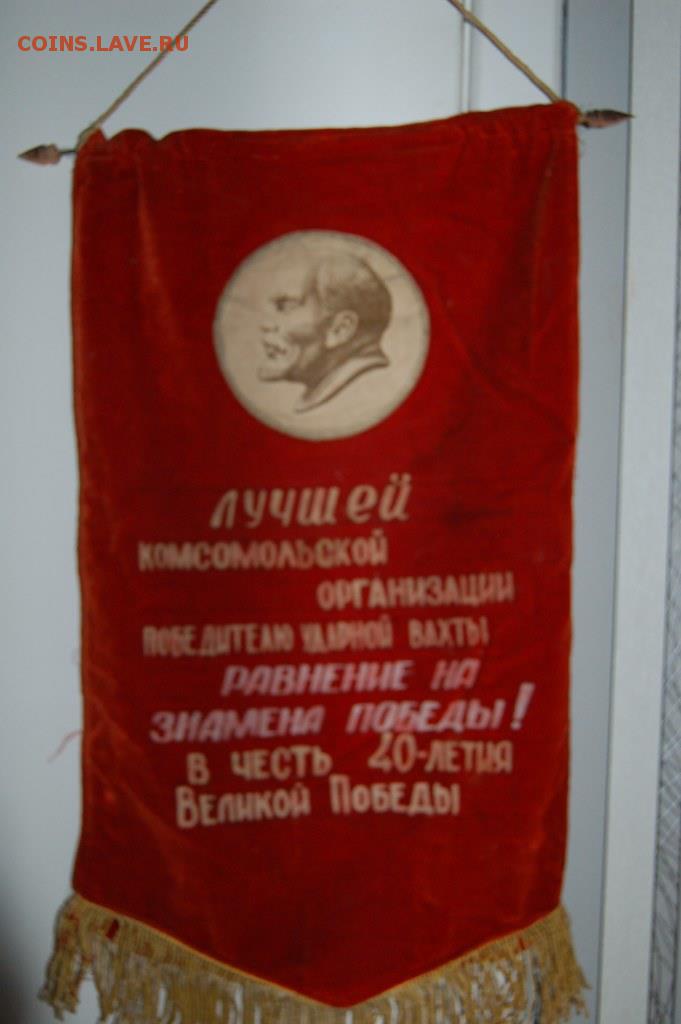 COINS.LAVE.RU
ЛУЧШЕЙ
КОМСОМОЛЬСКОЙ
ОРГАНИЗАЦИИ
ПОБЕДИТЕЛЮ УДАРНОЙ ВАХТЫ
РАВНЕНИЕ НА
ЗНАМЕНА ПОБЕДЫ!
В ЧЕСТЬ 40-ЛЕТИЯ
ВЕЛИКОЙ ПОБЕДЫ